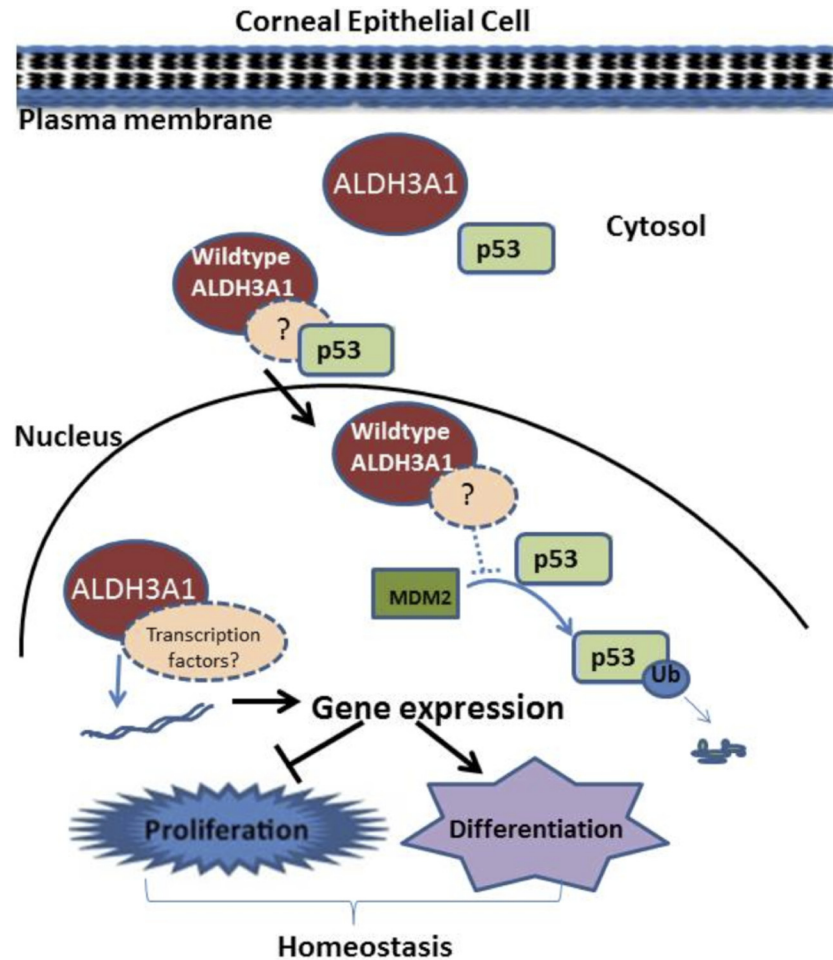 Corneal Epithelial Cell
Plasma membrane
ALDH3A1
Cytosol
p53
Wildtype
ALDH3A1
?
p53
Nucleus
Wildtype
ALDH3A1
?
p53
MDM2
ALDH3A1
Transcription
factors?
p53
Ub
Gene expression
Proliferation
Differentiation
Homeostasis